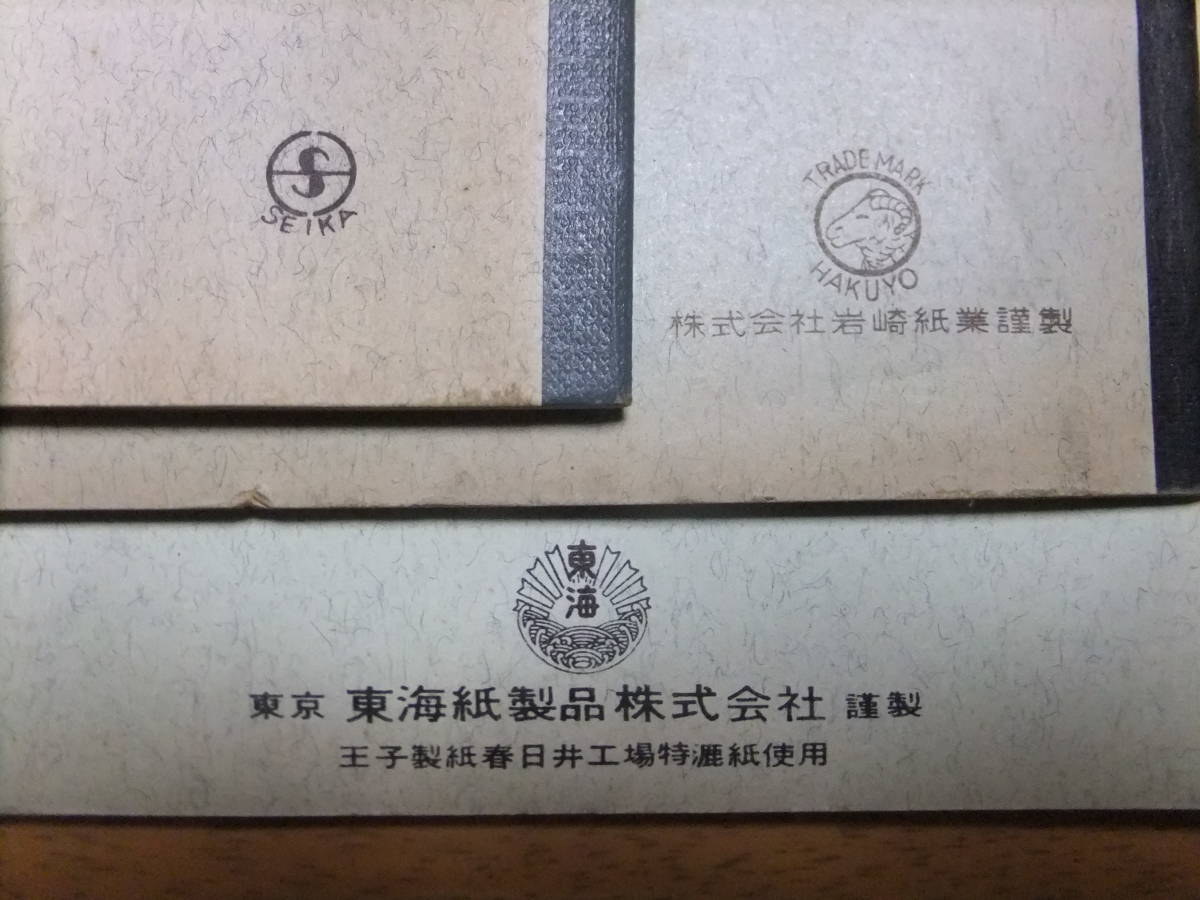 S
SEIKA
TRADE MARK
HAKUYO
株式会社岩崎紙業謹製
東海
東京 東海紙製品株式会社 謹製
王子製紙春日井工場特漉紙使用